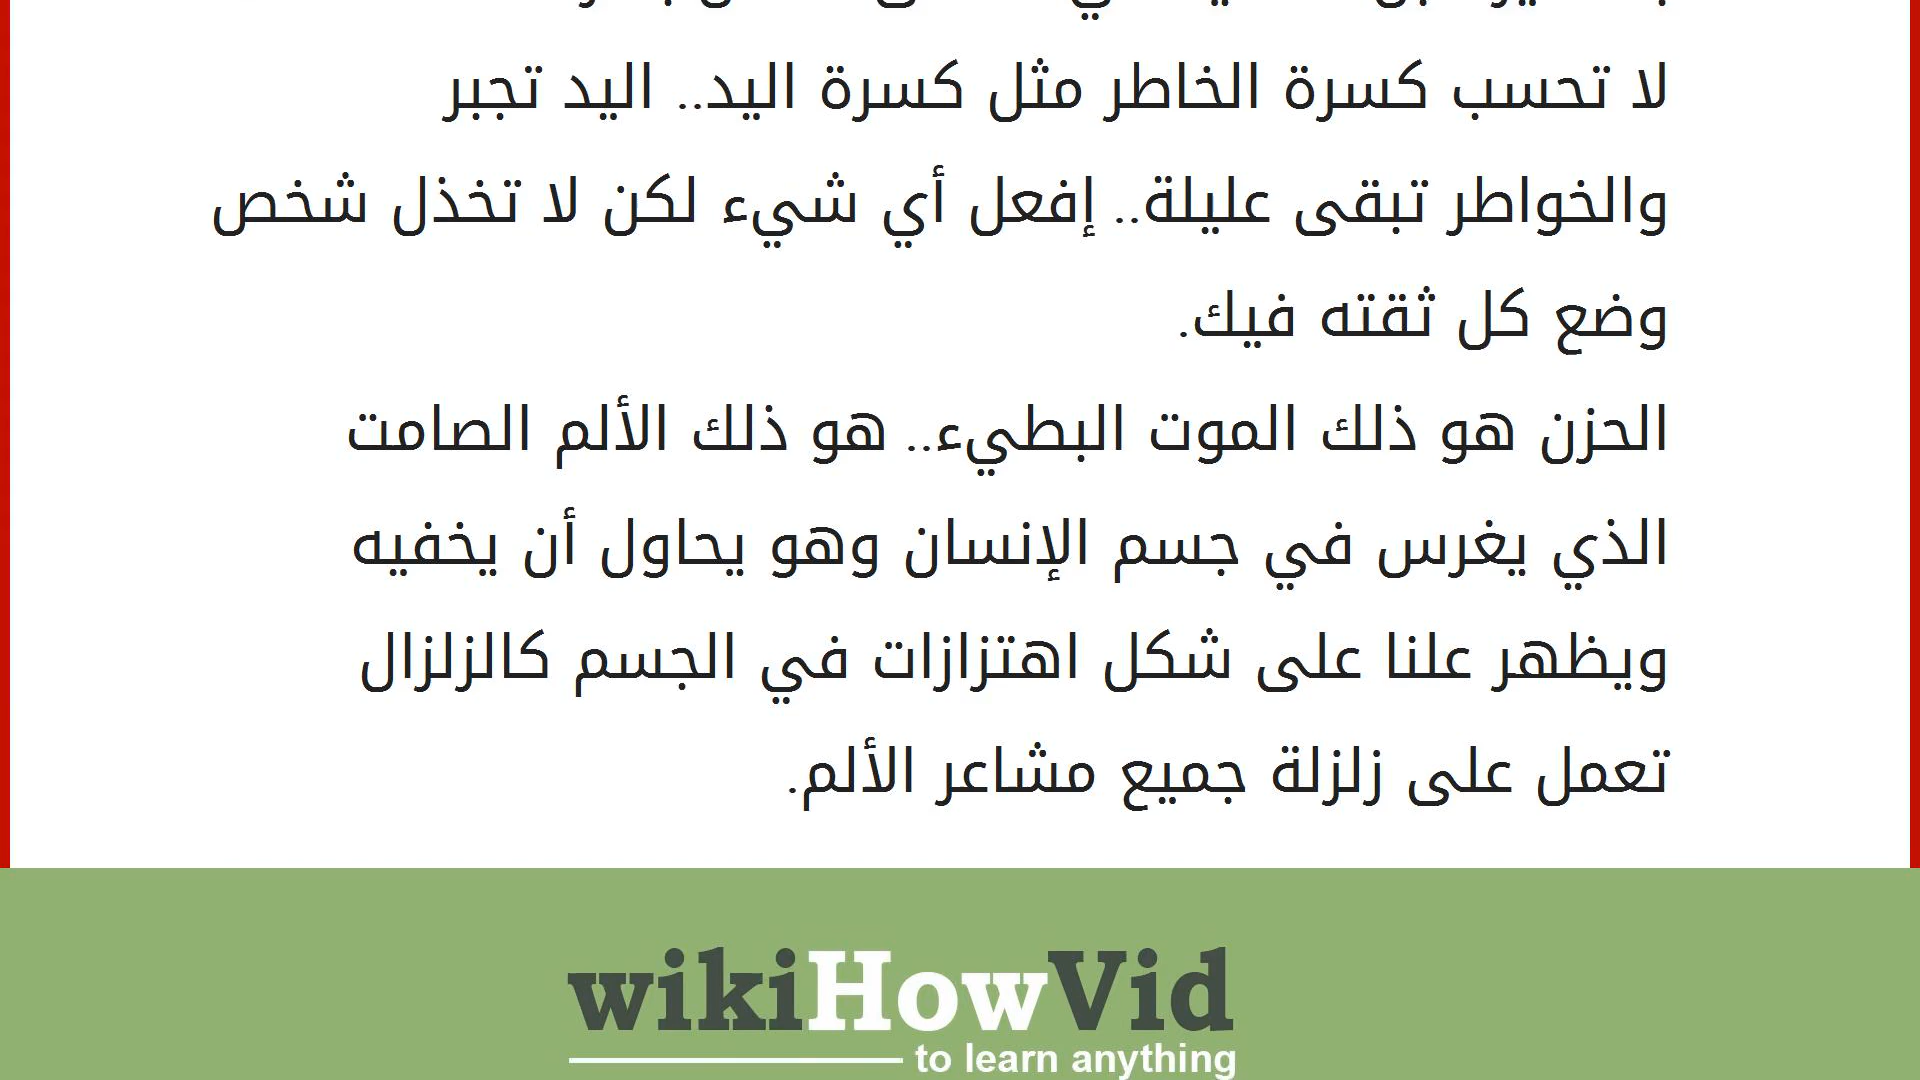 لا تحسب كسرة الخاطر مثل كسرة اليد.. اليد تجبر
والخواطر تبقى عليلة.. إفعل أي شيء لكن لا تخذل شخص
وضع كل ثقته فيك.
الحزن هو ذلك الموت البطيء.. هو ذلك الألم الصامت
الذي يغرس في جسم الإنسان وهو يحاول أن يخفيه
ويظهر علنا على شكل اهتزازات في الجسم كالزلزال
تعمل على زلزلة جميع مشاعر الألم.
wikiHowVid
to learn anything